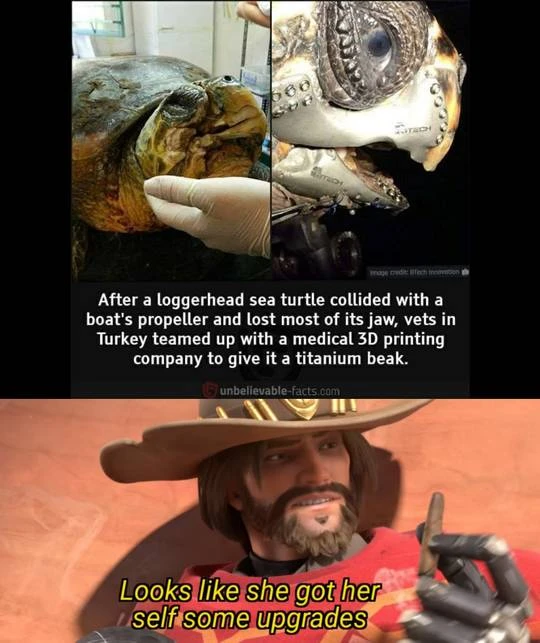 BTECH
BTECH
Image credit: BTech Innovation
After a loggerhead sea turtle collided with a
boat's propeller and lost most of its jaw, vets in
Turkey teamed up with a medical 3D printing
company to give it a titanium beak.
unbelievable-facts.com
Looks like she got her
self some upgrades